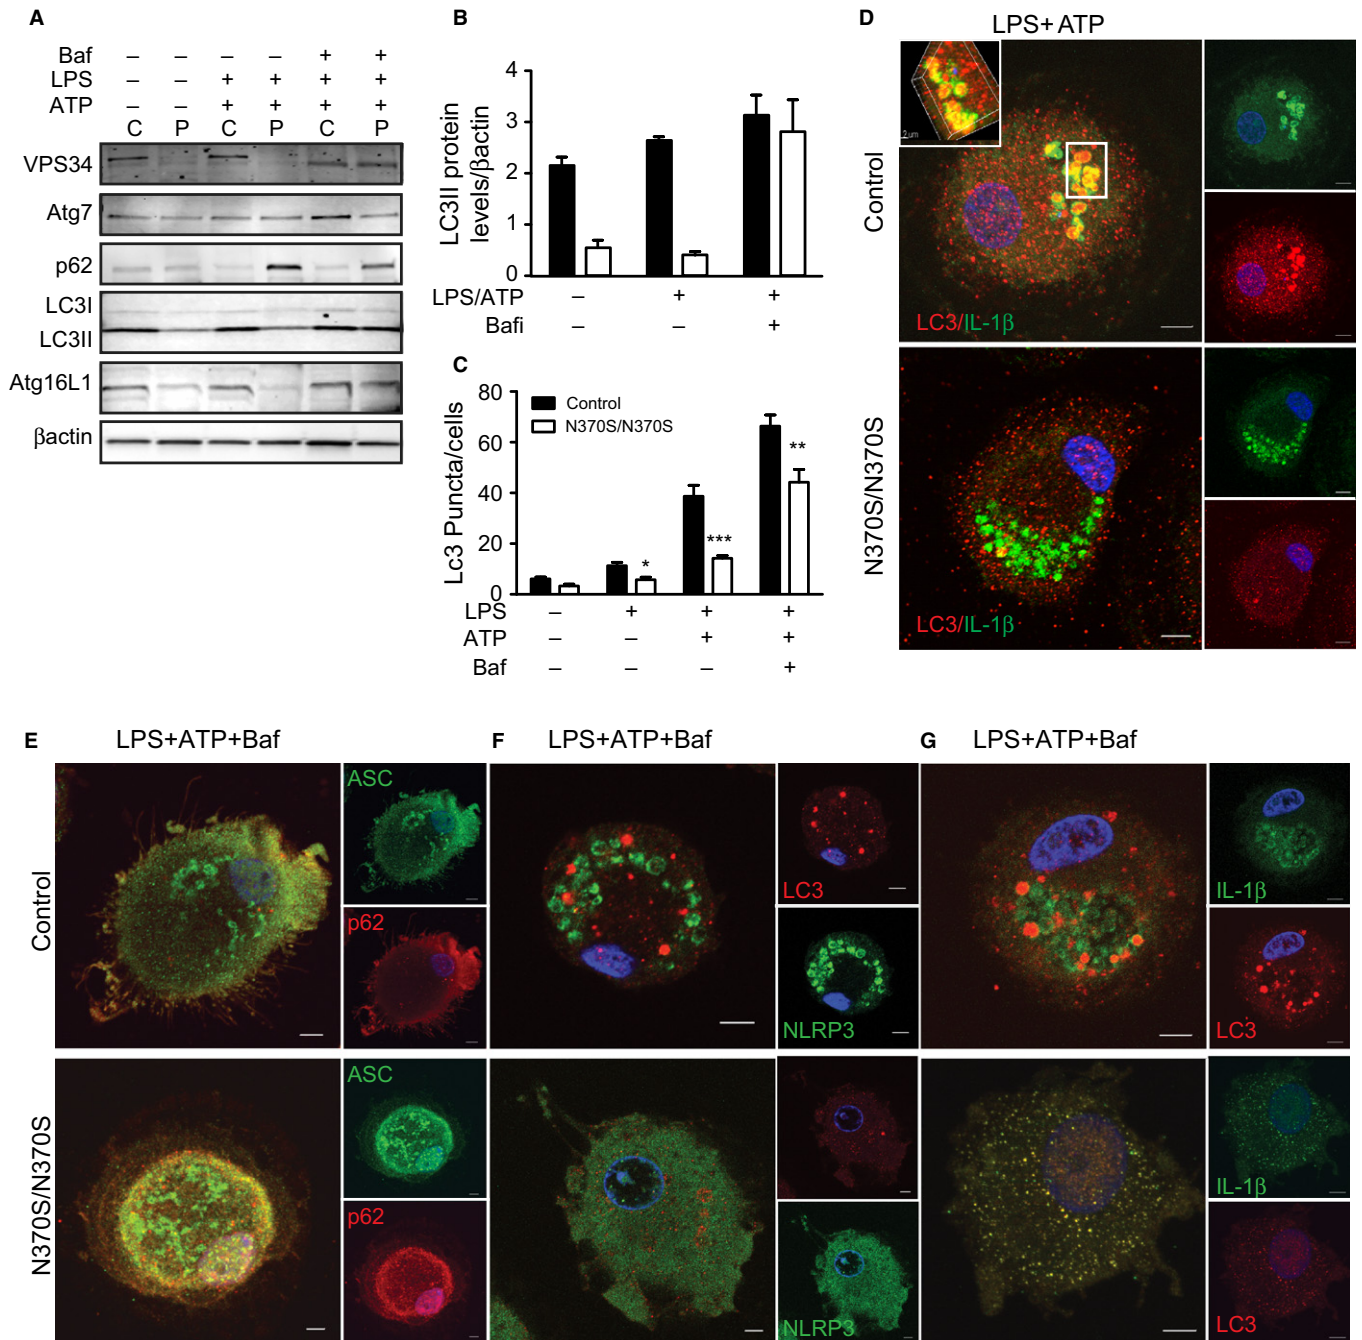 A
Baf – – – – + +
LPS – – + + + +
ATP – – + + + +
C P C P C P
VPS34
Atg7
p62
LC3I
LC3II
Atg16L1
βactin
B
LC3II protein
levels/βactin
4
3
2
1
0
LPS/ATP – + +
Bafi – – +
C
Lc3 Puncta/cells
80
60
40
20
0
Control
N370S/N370S
*
***
**
LPS – + + +
ATP – – + +
Baf – – – +
D
LPS+ ATP
Control
2 µm
LC3/IL-1β
N370S/N370S
LC3/IL-1β
E
LPS+ATP+Baf
Control
ASC
p62
N370S/N370S
ASC
p62
F
LPS+ATP+Baf
LC3
NLRP3
NLRP3
G
LPS+ATP+Baf
IL-1β
LC3
IL-1β
LC3